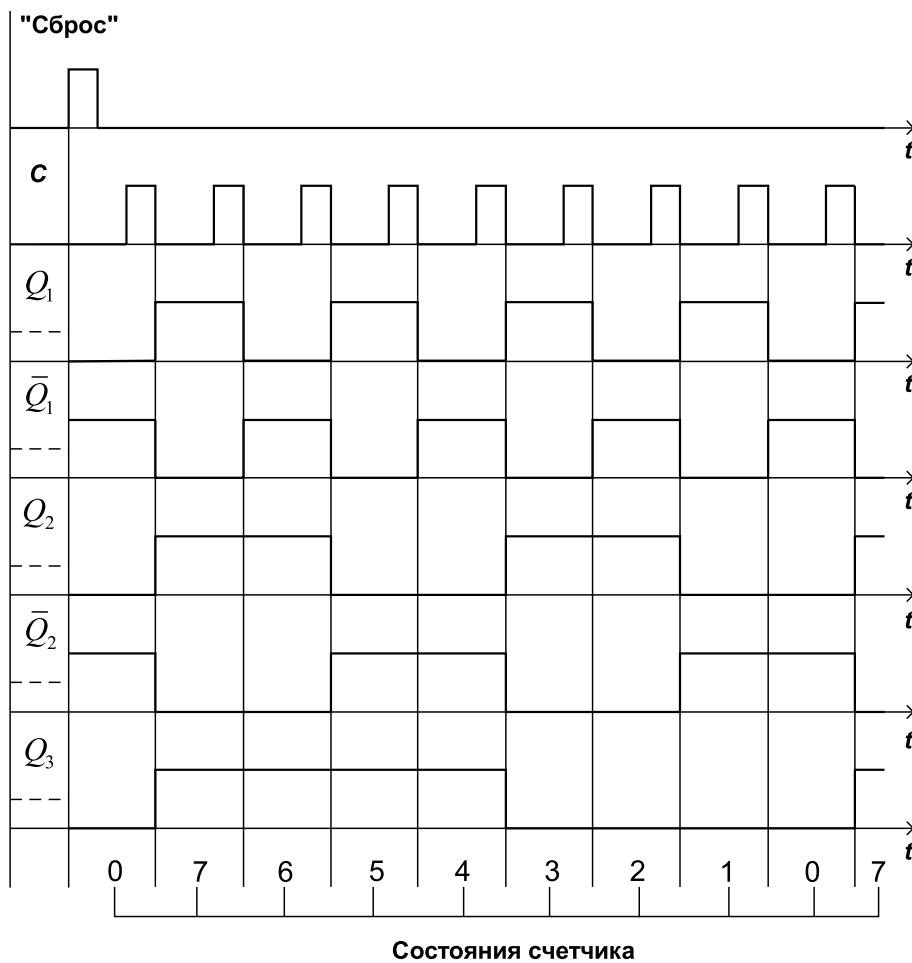 "Сброс"
t
C
t
Q₁
t
Q̅₁
t
Q₂
t
Q̅₂
t
Q₃
t
0 7 6 5 4 3 2 1 0 7
Состояния счетчика